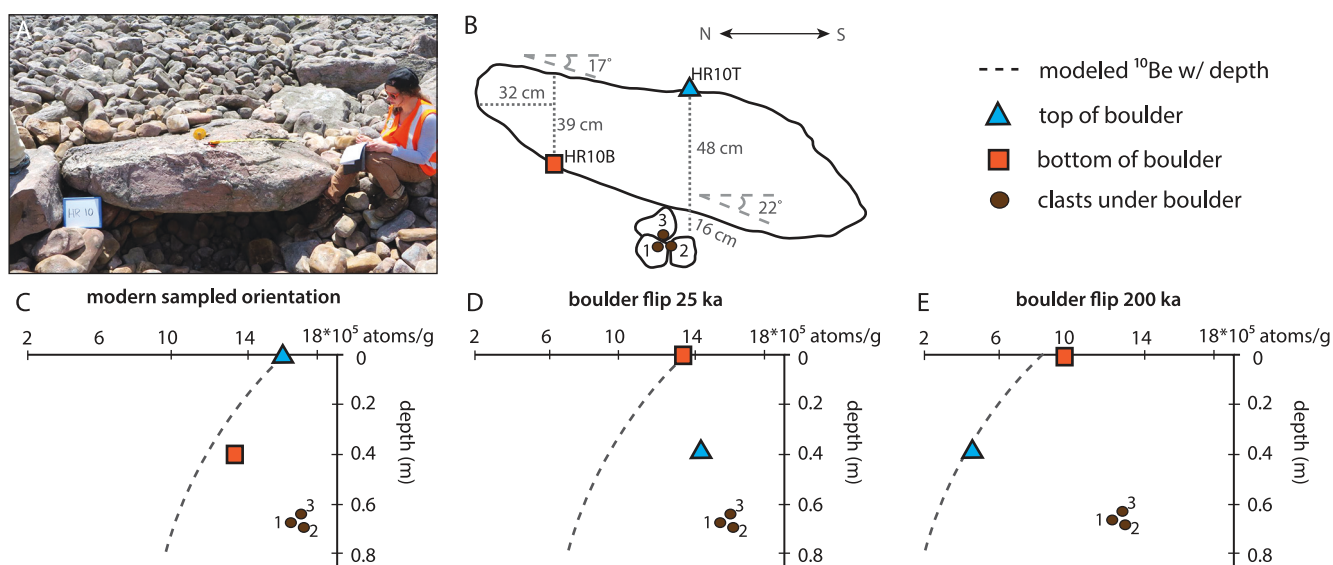 A
HR 10
B
N
S
17°
HR10T
32 cm
39 cm
HR10B
48 cm
22°
16 cm
3
1
2
modeled ¹⁰Be w/ depth
top of boulder
bottom of boulder
clasts under boulder
C
modern sampled orientation
2
10
14
18*10⁵ atoms/g
0
0.2
0.4
0.6
0.8
depth (m)
3
1
2
D
boulder flip 25 ka
2
10
14
18*10⁵ atoms/g
0
0.2
0.4
0.6
0.8
depth (m)
3
1
2
E
boulder flip 200 ka
2
6
10
14
18*10⁵ atoms/g
0
0.2
0.4
0.6
0.8
depth (m)
3
1
2